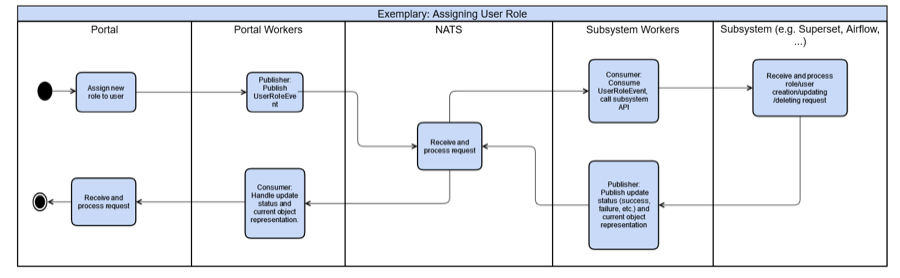 Exemplary: Assigning User Role
Portal
Portal Workers
NATS
Subsystem Workers
Subsystem (e.g. Superset, Airflow,
...)
Assign new
role to user
Publisher:
Publish
UserRoleEve
nt
Consumer:
Consume
UserRoleEvent,
call subsystem
API
Receive and process
role/user
creation/updating
/deleting request
Receive and
process request
Receive and
process request
Consumer:
Handle update
status and
current object
representation.
Publisher:
Publish update
status (success,
failure, etc.) and
current object
representation